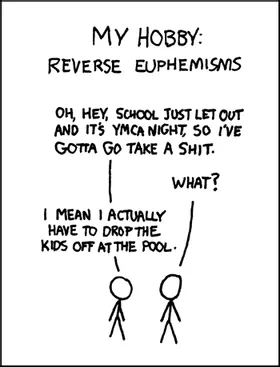 MY HOBBY:
REVERSE EUPHEMISMS
OH, HEY, SCHOOL JUST LET OUT
AND IT'S YMCA NIGHT, SO I'VE
GOTTA GO TAKE A SHIT.
WHAT?
I MEAN I ACTUALLY
HAVE TO DROP THE
KIDS OFF AT THE POOL.